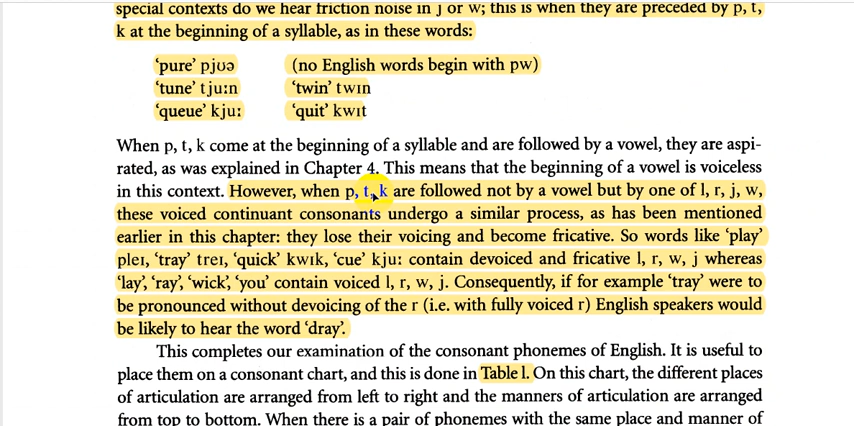 special contexts do we hear friction noise in j or w; this is when they are preceded by p, t,
k at the beginning of a syllable, as in these words:
‘pure’ pjʊə (no English words begin with pw)
‘tune’ tjuːn ‘twin’ twɪn
‘queue’ kjuː ‘quit’ kwɪt
When p, t, k come at the beginning of a syllable and are followed by a vowel, they are aspi-
rated, as was explained in Chapter 4. This means that the beginning of a vowel is voiceless
in this context. However, when p, t, k are followed not by a vowel but by one of l, r, j, w,
these voiced continuant consonants undergo a similar process, as has been mentioned
earlier in this chapter: they lose their voicing and become fricative. So words like ‘play’
pleɪ, ‘tray’ treɪ, ‘quick’ kwɪk, ‘cue’ kjuː contain devoiced and fricative l, r, w, j whereas
‘lay’, ‘ray’, ‘wick’, ‘you’ contain voiced l, r, w, j. Consequently, if for example ‘tray’ were to
be pronounced without devoicing of the r (i.e. with fully voiced r) English speakers would
be likely to hear the word ‘dray’.
This completes our examination of the consonant phonemes of English. It is useful to
place them on a consonant chart, and this is done in Table 1. On this chart, the different places
of articulation are arranged from left to right and the manners of articulation are arranged
from top to bottom. When there is a pair of phonemes with the same place and manner of